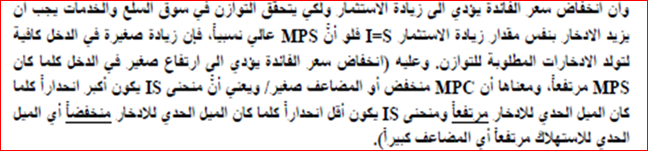 وان انخفاض سعر الفائدة يؤدي الى زيادة الاستثمار ولكي يتحقق التوازن في سوق السلع والخدمات يجب ان
يزيد الادخار بنفس مقدار زيادة الاستثمار I=S فلو أنّ MPS عالي نسبياً، فإن زيادة صغيرة في الدخل كافية
لتولد الادخارات المطلوبة للتوازن. وعليه (انخفاض سعر الفائدة يؤدي الى ارتفاع صغير في الدخل كلما كان
MPS مرتفعاً، ومعناها أن MPC منخفض أو المضاعف صغير/ ويعني أنّ منحنى IS يكون أكبر انحداراً كلما
كان الميل الحدي للادخار مرتفعاً ومنحنى IS يكون أقل انحداراً كلما كان الميل الحدي للادخار منخفضاً أي الميل
الحدي للاستهلاك مرتفعاً أي المضاعف كبيراً).